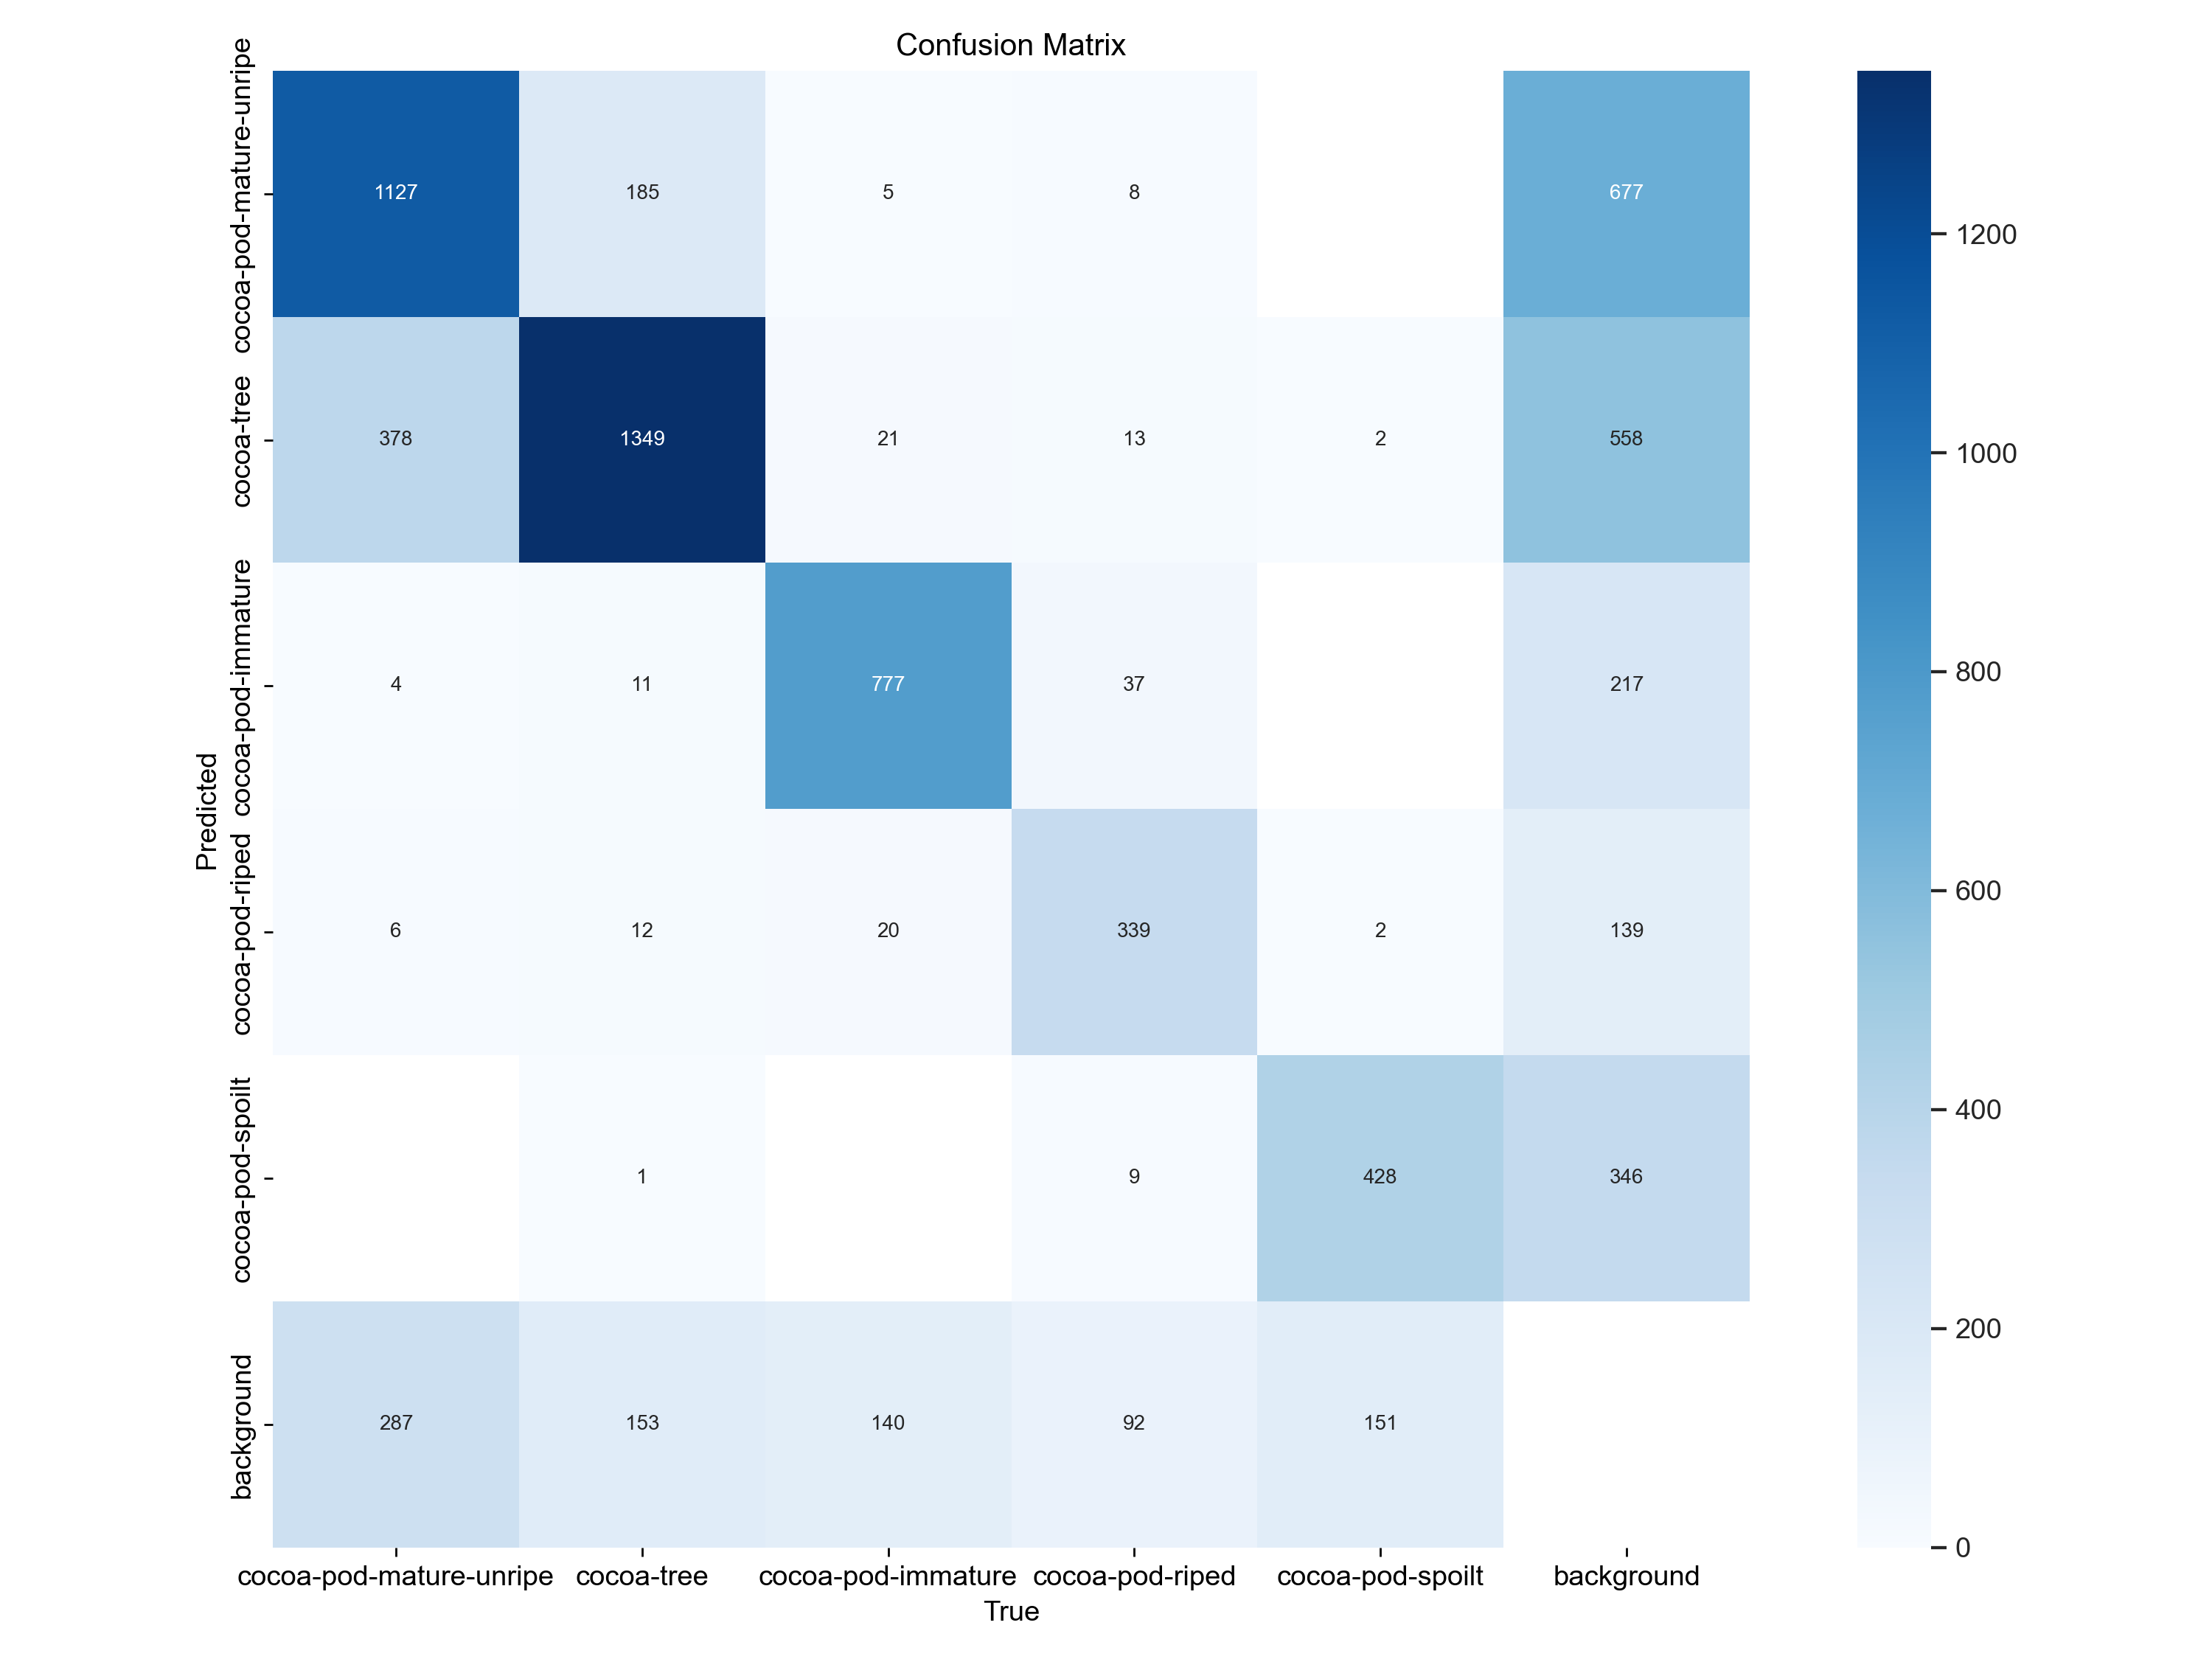 Confusion Matrix
cocoa-pod-mature-unripe
1127 185 5 8 677
cocoa-tree
378 1349 21 13 2 558
cocoa-pod-immature
4 11 777 37 217
cocoa-pod-riped
6 12 20 339 2 139
cocoa-pod-spoilt
1 9 428 346
background
287 153 140 92 151
Predicted
cocoa-pod-mature-unripe cocoa-tree cocoa-pod-immature cocoa-pod-riped cocoa-pod-spoilt background
True
1200
1000
800
600
400
200
0